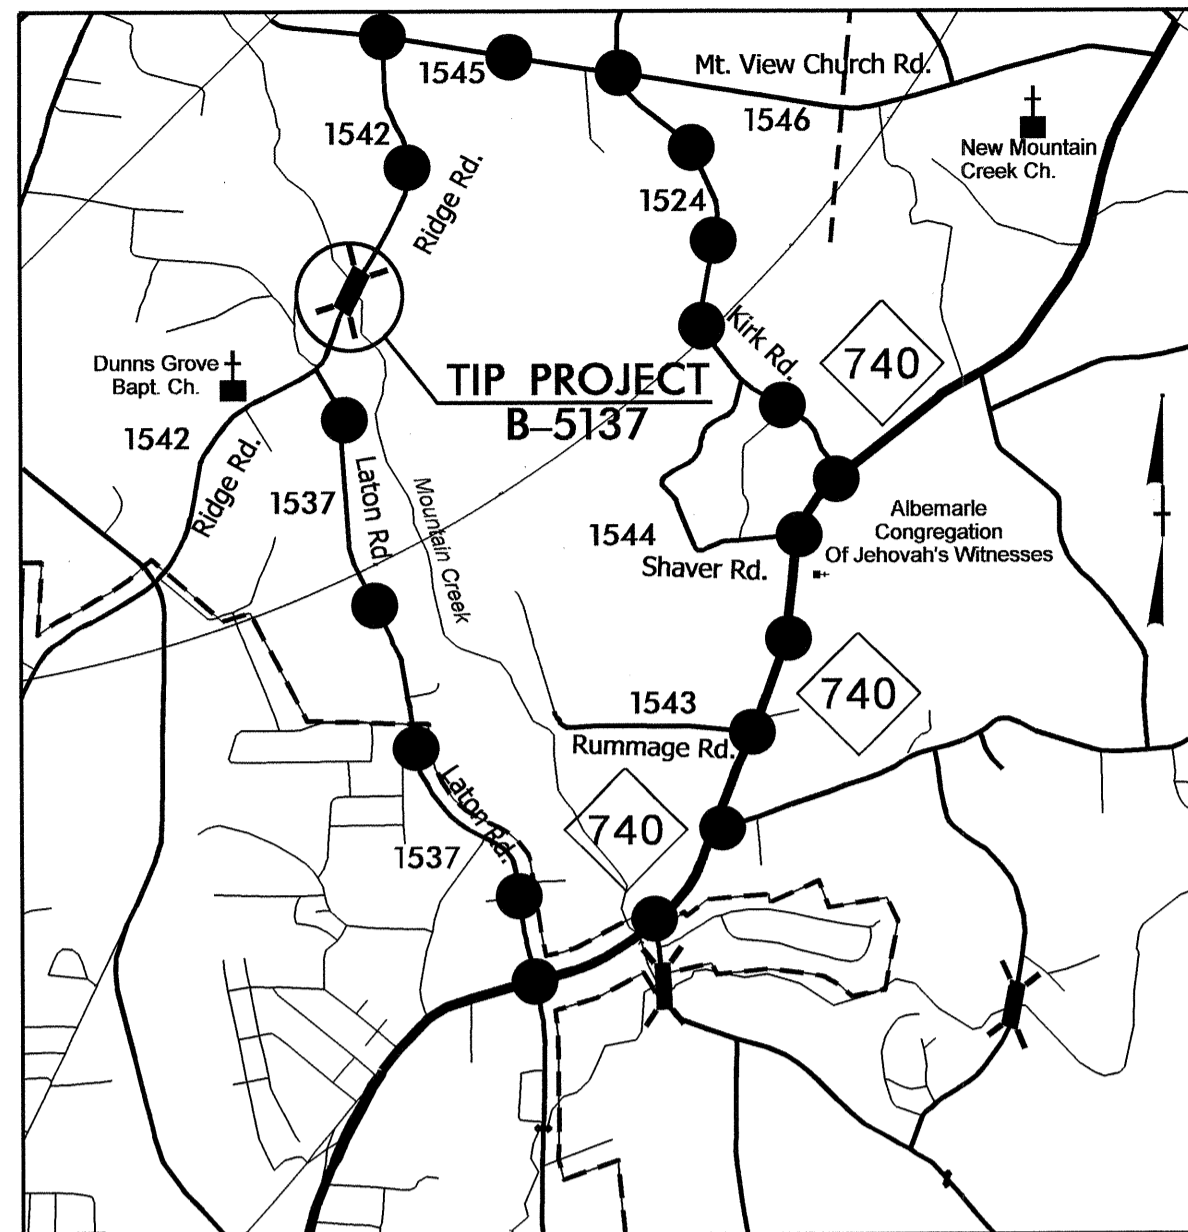 1545
Mt. View Church Rd.
1546
1542
Ridge Rd.
New Mountain
Creek Ch.
1524
Kirk Rd.
740
Dunns Grove
Bapt. Ch.
TIP PROJECT
B–5137
1542
Ridge Rd.
1537
Laton Rd
Mountain Creek
1544
Shaver Rd.
Albemarle
Congregation
Of Jehovah's Witnesses
1543
Rummage Rd.
740
Laton Rd.
1537
740